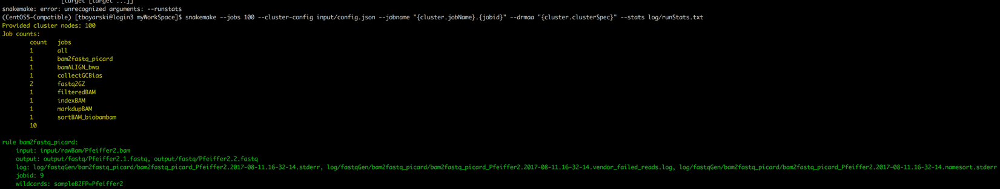 [target [target ...]]
snakemake: error: unrecognized arguments: --runstats
(CentOS5-Compatible) [tboyarski@login3 myWorkSpace]$ snakemake --jobs 100 --cluster-config input/config.json --jobname "{cluster.jobName}.{jobid}" --drmaa "{cluster.clusterSpec}" --stats log/runStats.txt
Provided cluster nodes: 100
Job counts:
count jobs
1 all
1 bam2fastq_picard
1 bamALIGN_bwa
1 collectGCBias
2 fastq2GZ
1 filteredBAM
1 indexBAM
1 markdupBAM
1 sortBAM_biobambam
10
rule bam2fastq_picard:
input: input/rawBam/Pfeiffer2.bam
output: output/fastq/Pfeiffer2.1.fastq, output/fastq/Pfeiffer2.2.fastq
log: log/fastqGen/bam2fastq_picard/bam2fastq_picard_Pfeiffer2.2017-08-11.16-32-14.stderr, log/fastqGen/bam2fastq_picard/bam2fastq_picard_Pfeiffer2.2017-08-11.16-32-14.vendor_failed_reads.log, log/fastqGen/bam2fastq_picard/bam2fastq_picard_Pfeiffer2.2017-08-11.16-32-14.namesort.stderr
jobid: 9
wildcards: sampleB2FP=Pfeiffer2